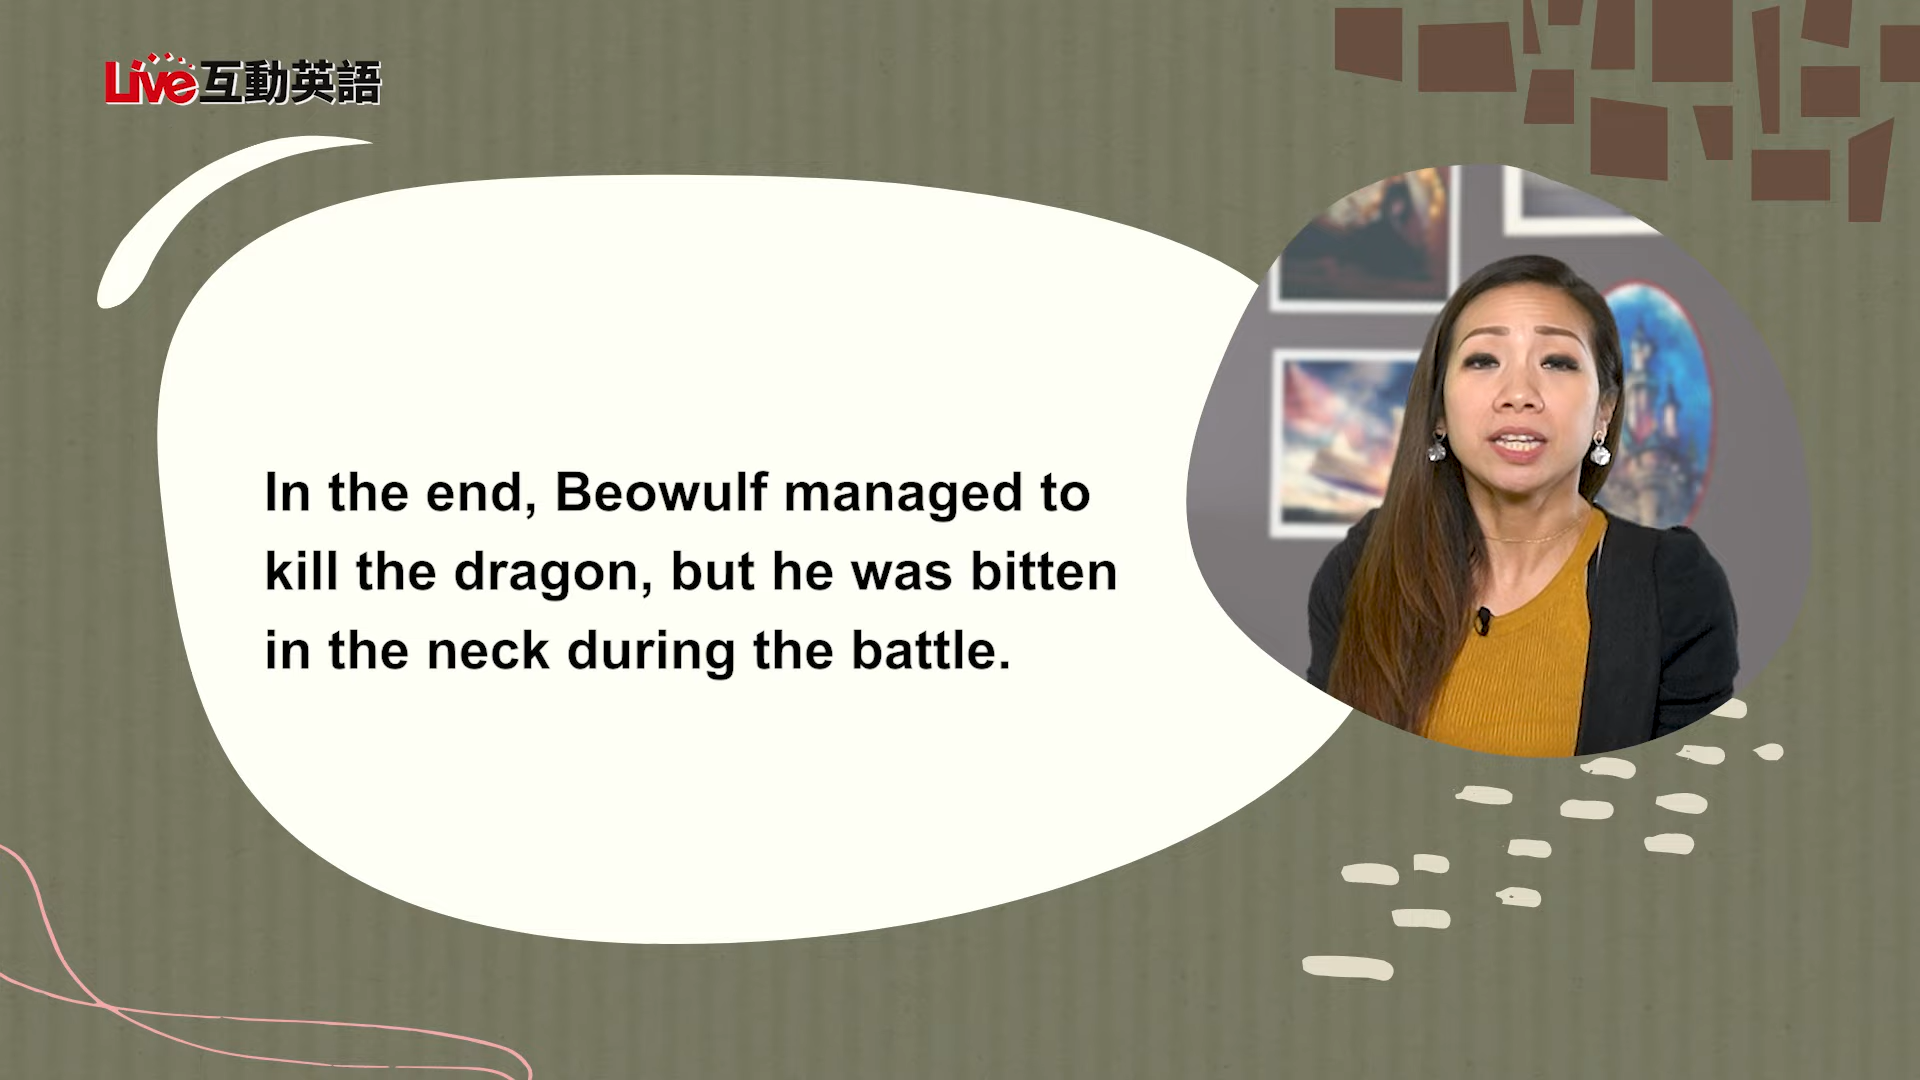 Live互動英語
In the end, Beowulf managed to
kill the dragon, but he was bitten
in the neck during the battle.